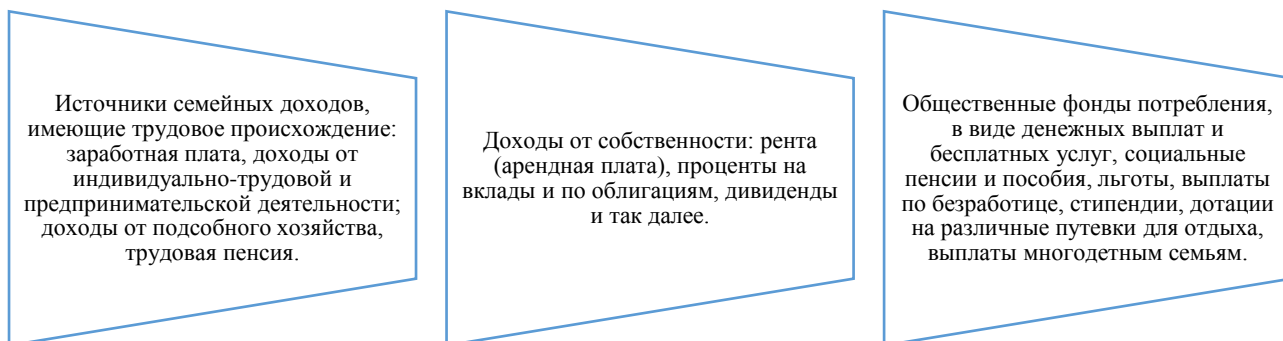 Источники семейных доходов,
имеющие трудовое происхождение:
заработная плата, доходы от
индивидуально-трудовой и
предпринимательской деятельности;
доходы от подсобного хозяйства,
трудовая пенсия.
Доходы от собственности: рента
(арендная плата), проценты на
вклады и по облигациям, дивиденды
и так далее.
Общественные фонды потребления,
в виде денежных выплат и
бесплатных услуг, социальные
пенсии и пособия, льготы, выплаты
по безработице, стипендии, дотации
на различные путевки для отдыха,
выплаты многодетным семьям.